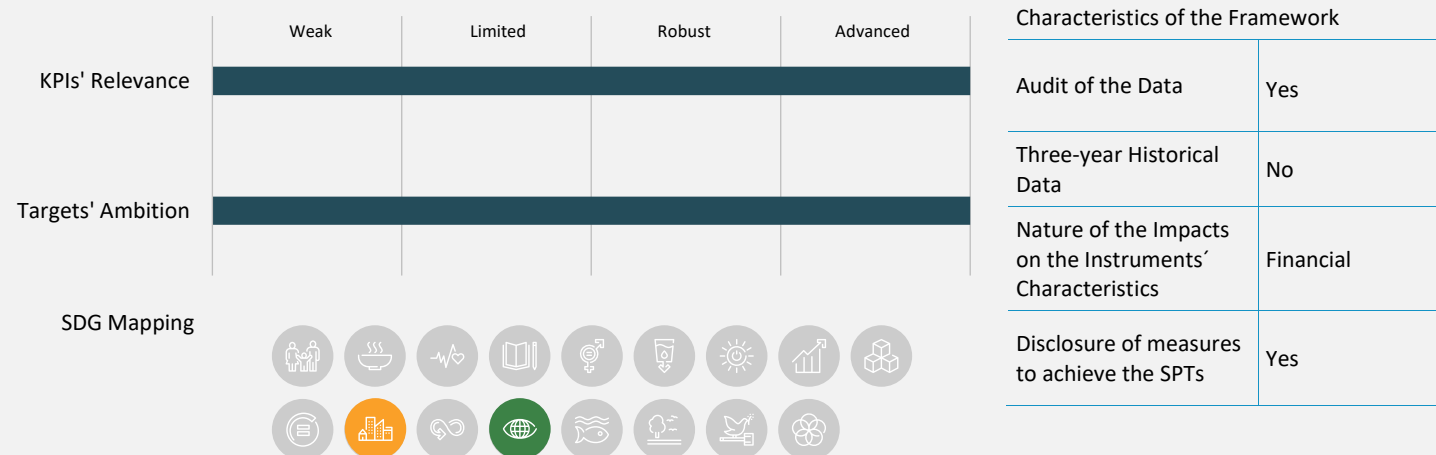 Weak
Limited
Robust
Advanced
KPIs' Relevance
Targets' Ambition
SDG Mapping
Characteristics of the Framework
Audit of the Data
Yes
Three-year Historical
Data
No
Nature of the Impacts
on the Instruments´
Characteristics
Financial
Disclosure of measures
to achieve the SPTs
Yes